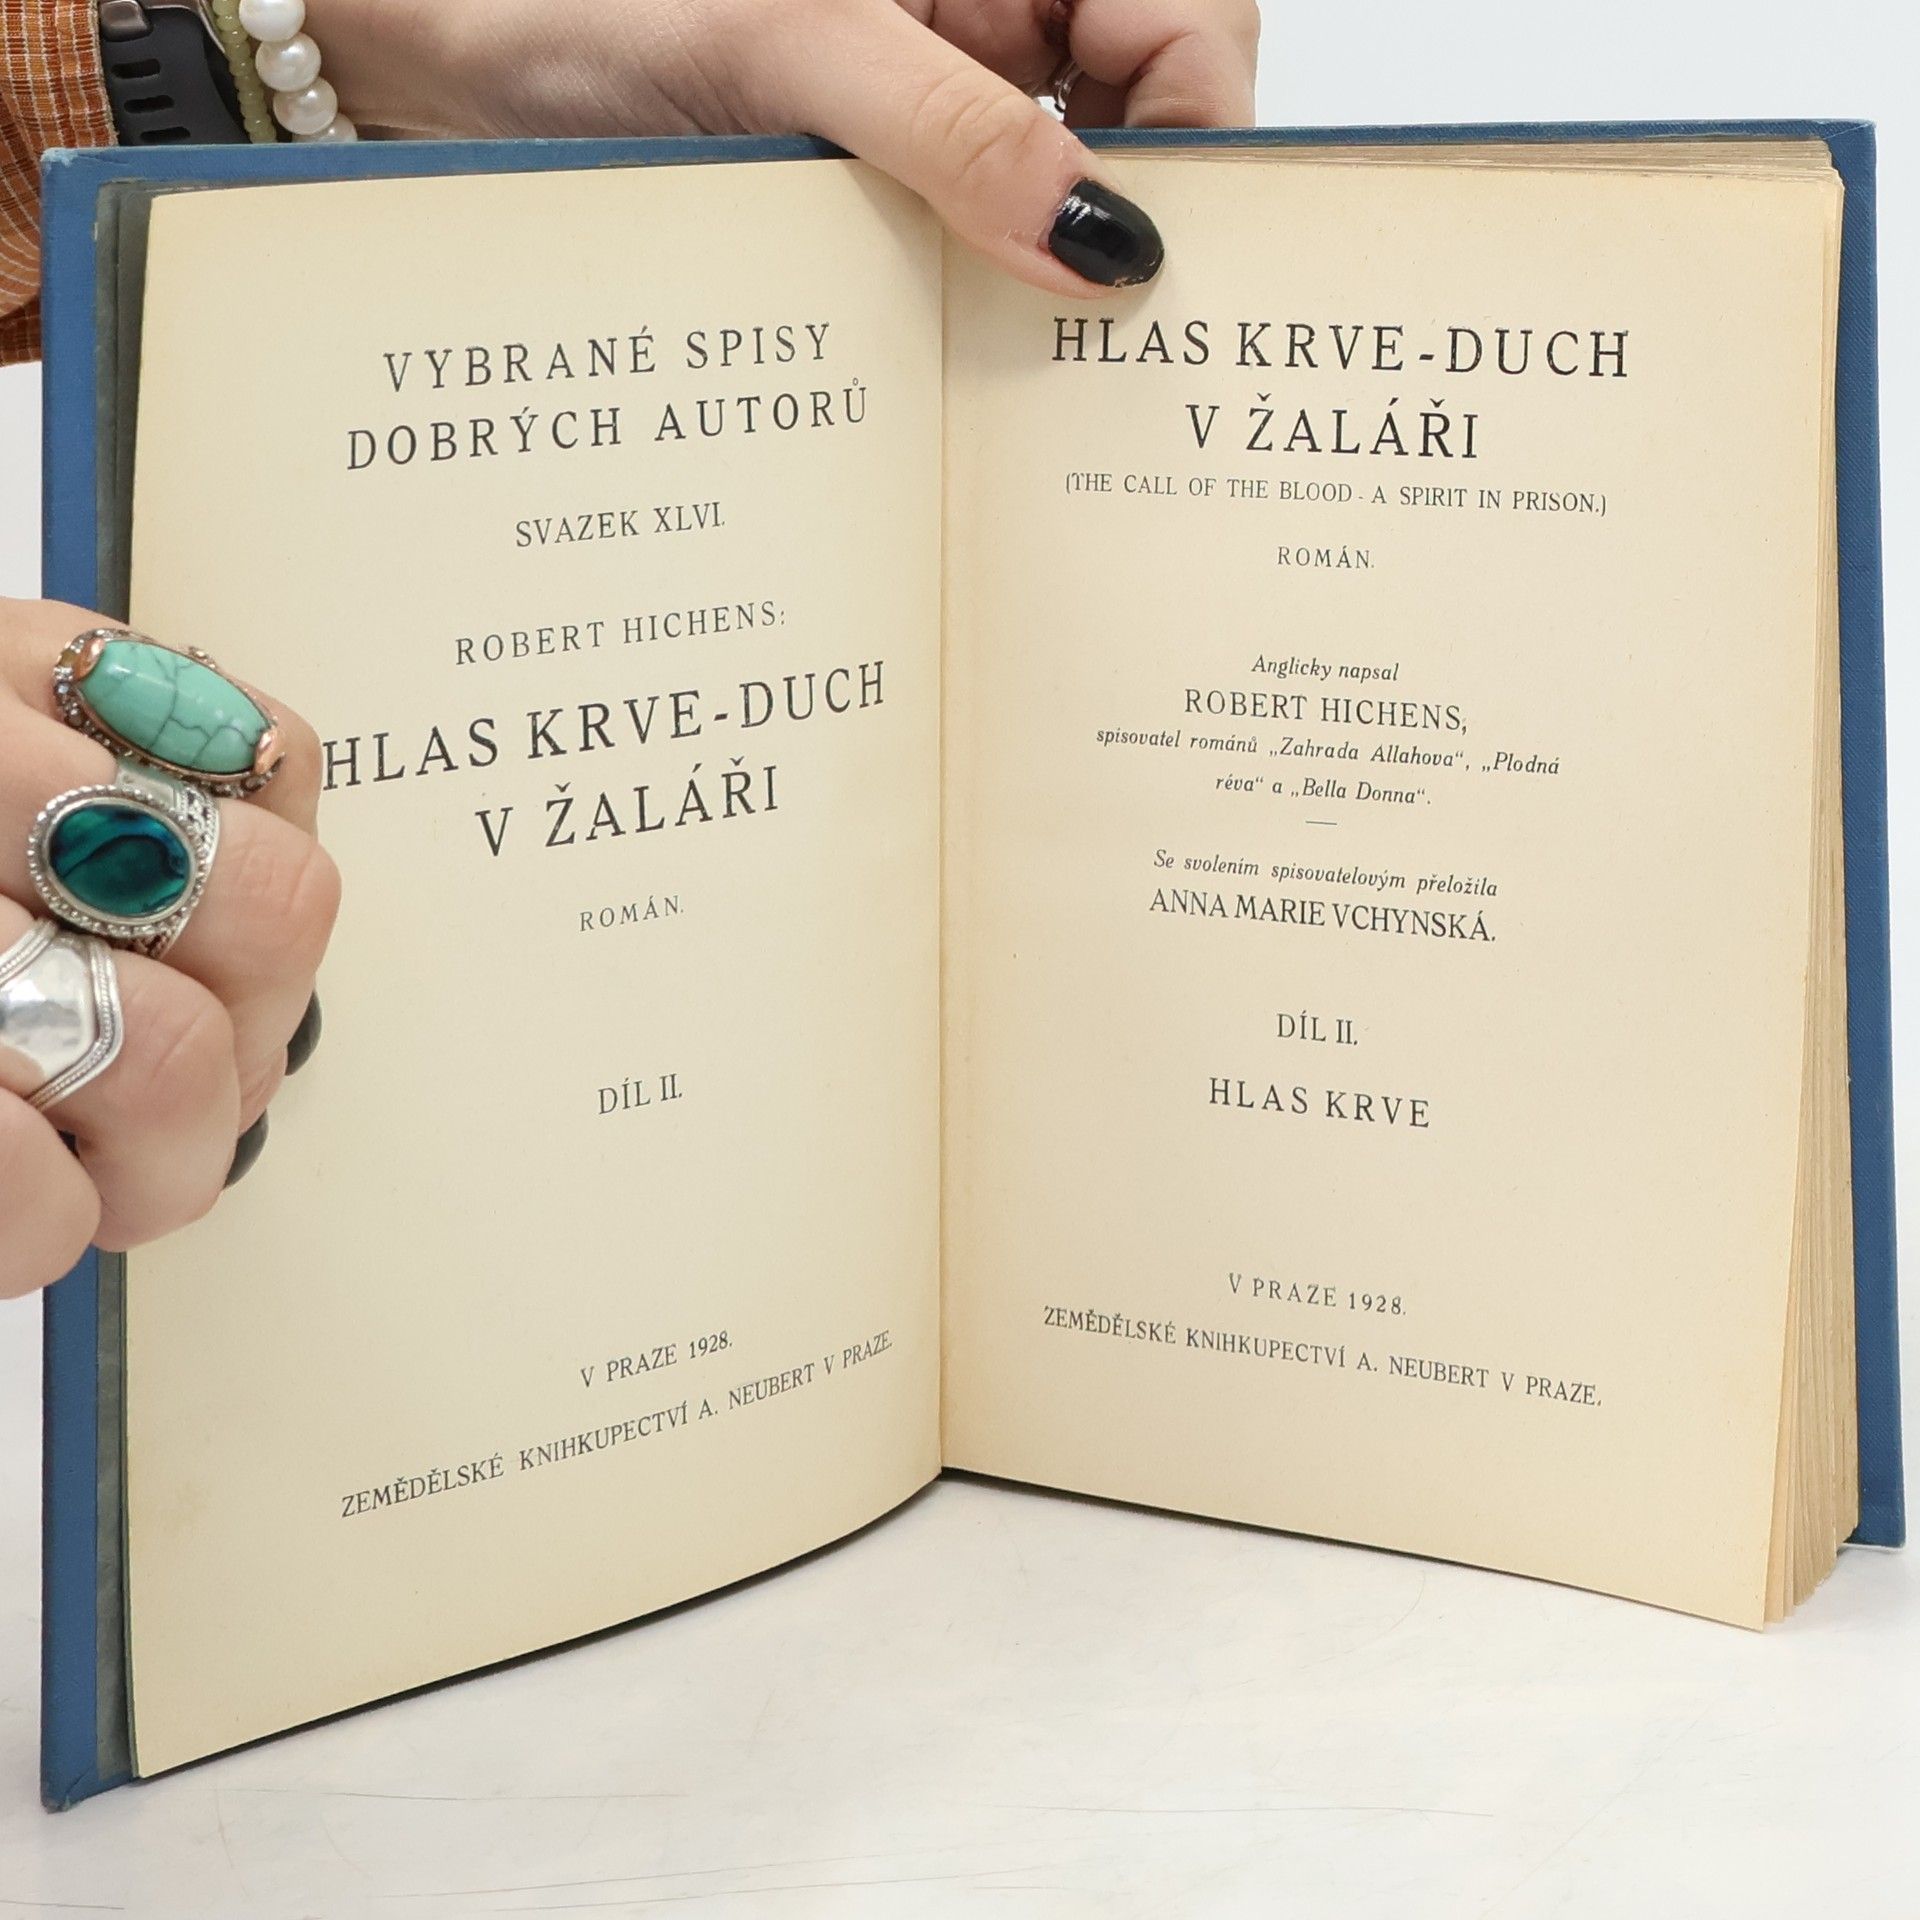 VYBRANÉ SPISY
DOBRÝCH AUTORŮ
SVAZEK XLVI.
ROBERT HICHENS:
HLAS KRVE-DUCH
V ŽALÁŘI
ROMÁN.
DÍL II.
V PRAZE 1928.
ZEMĚDĚLSKÉ KNIHKUPECTVÍ A. NEUBERT V PRAZE.
HLAS KRVE-DUCH
V ŽALÁŘI
(THE CALL OF THE BLOOD - A SPIRIT IN PRISON.)
ROMÁN.
Anglicky napsal
ROBERT HICHENS,
spisovatel románů „Zahrada Allahova“, „Plodná
réva“ a „Bella Donna“.
Se svolením spisovatelovým přeložila
ANNA MARIE VCHYNSKÁ.
DÍL II.
HLAS KRVE
V PRAZE 1928.
ZEMĚDĚLSKÉ KNIHKUPECTVÍ A. NEUBERT V PRAZE.